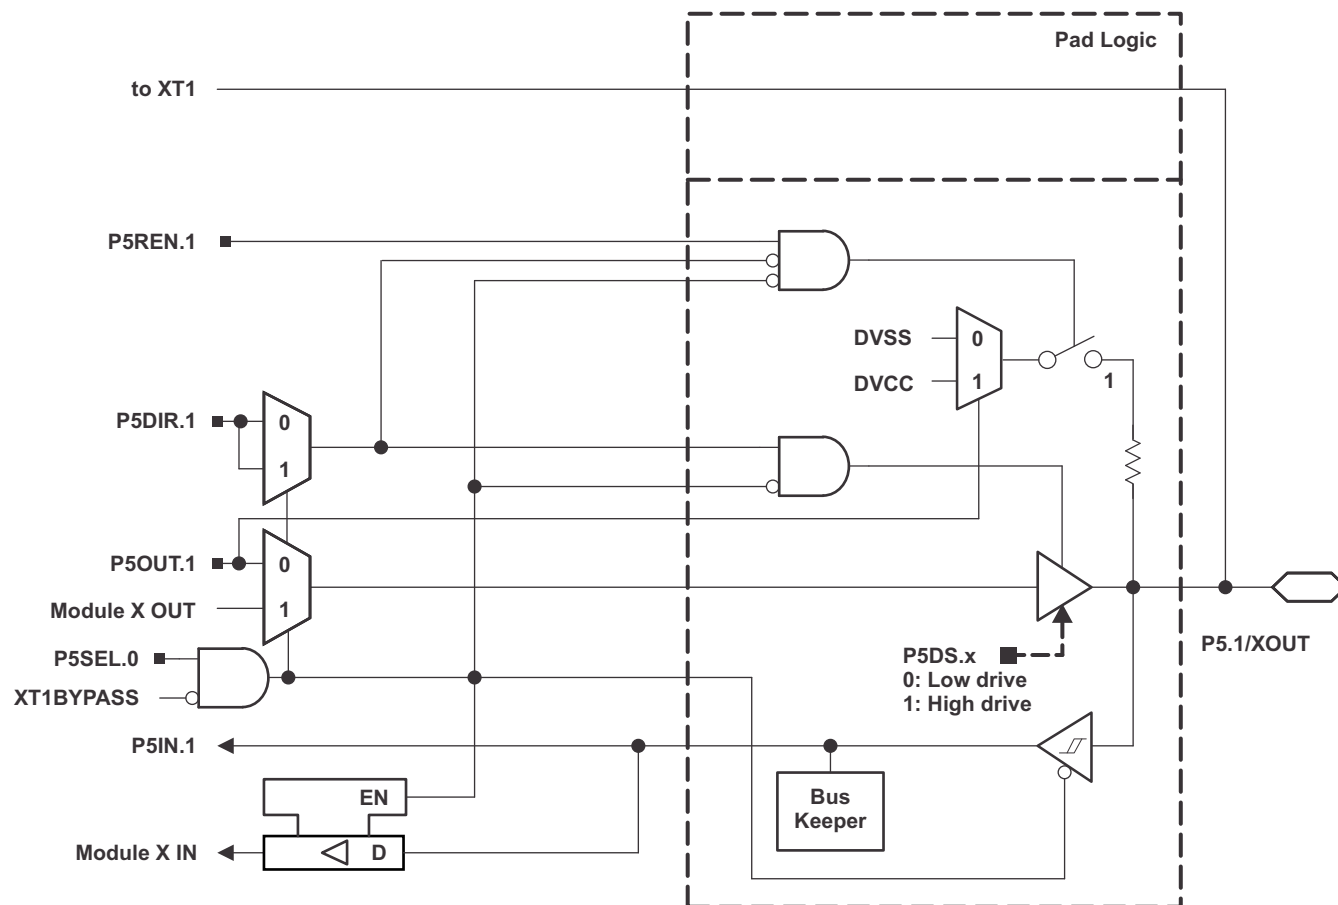 Pad Logic
to XT1
P5REN.1
DVSS
0
DVCC
1
1
P5DIR.1
0
1
P5OUT.1
0
Module X OUT
1
P5SEL.0
XT1BYPASS
P5DS.x
0: Low drive
1: High drive
P5.1/XOUT
P5IN.1
EN
Bus
Keeper
Module X IN
D